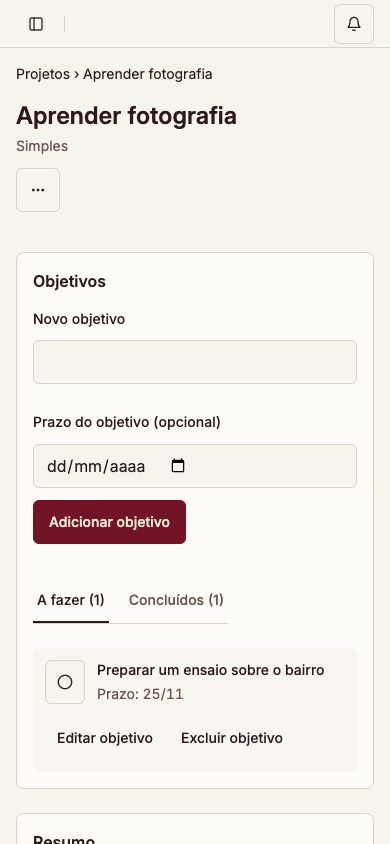 Projetos › Aprender fotografia
Aprender fotografia
Simples
...
Objetivos
Novo objetivo
Prazo do objetivo (opcional)
dd/mm/aaaa
Adicionar objetivo
A fazer (1) Concluídos (1)
Preparar um ensaio sobre o bairro
Prazo: 25/11
Editar objetivo Excluir objetivo
Resumo